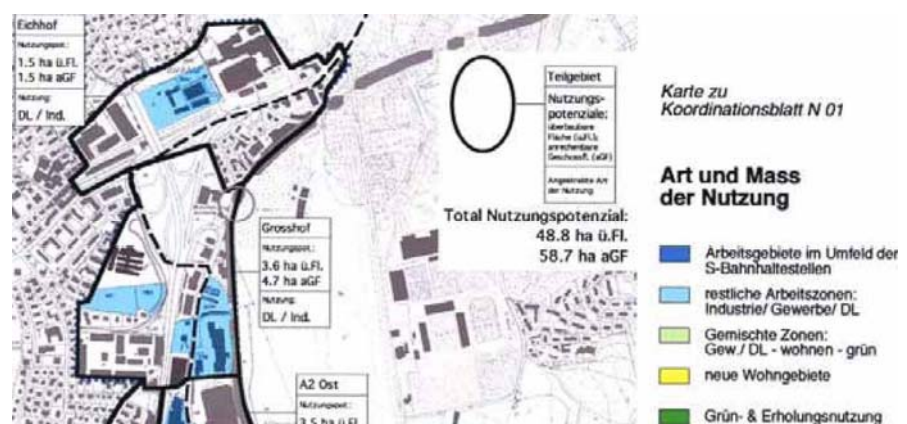 Eichhof
Nutzungspot.:
1.5 ha ü.Fl.
1.5 ha aGF
Nutzung:
DL / Ind.
Grosshof
Nutzungspot.:
3.6 ha ü.Fl.
4.7 ha aGF
Nutzung:
DL / Ind.
A2 Ost
Nutzungspot.:
3.5 ha ü.Fl.
Teilgebiet
Nutzungs-
potenziale:
überbaubare
Fläche (ü.Fl.);
anrechenbare
Geschossfl. (aGF)
Angestrebte Art
der Nutzung
Total Nutzungspotenzial:
48.8 ha ü.Fl.
58.7 ha aGF
Karte zu
Koordinationsblatt N 01
Art und Mass
der Nutzung
Arbeitsgebiete im Umfeld der
S-Bahnhaltestellen
restliche Arbeitszonen:
Industrie/ Gewerbe/ DL
Gemischte Zonen:
Gew./ DL - wohnen - grün
neue Wohngebiete
Grün- & Erholungsnutzung